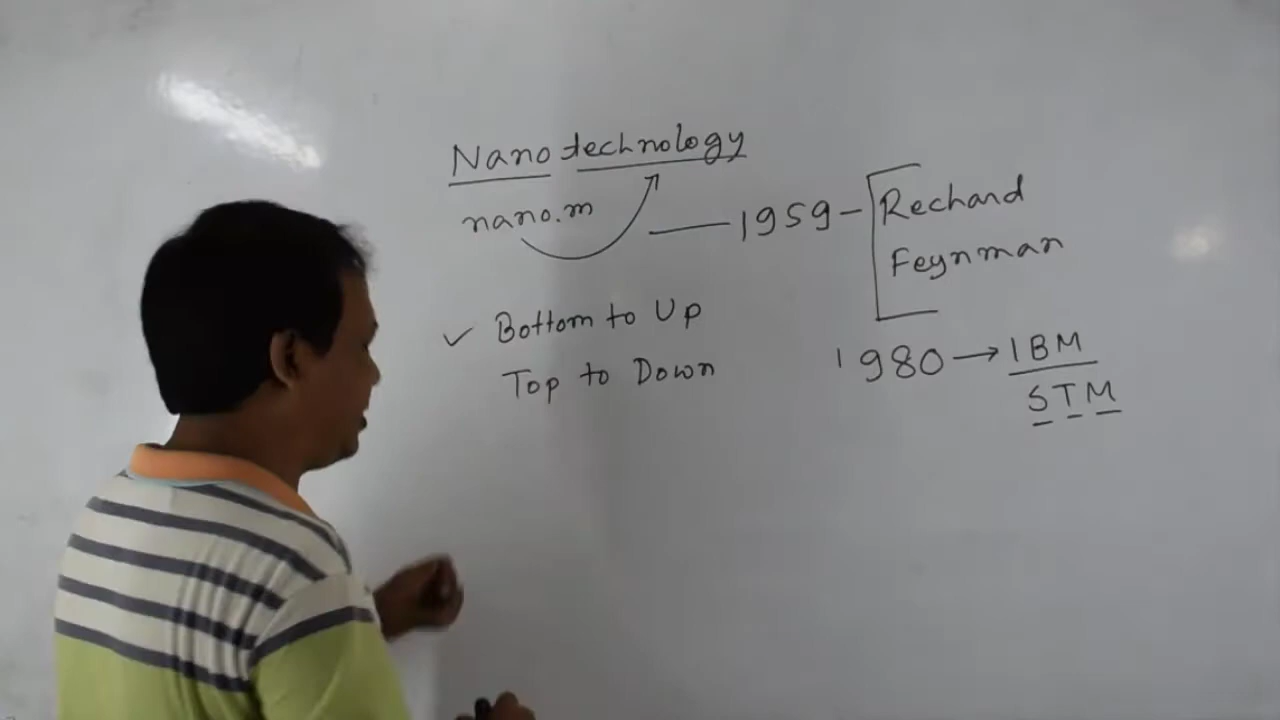 Nanotechnology
nano.m
1959 - Rechard
Feynman
✓ Bottom to Up
Top to Down
1980 → IBM
STM